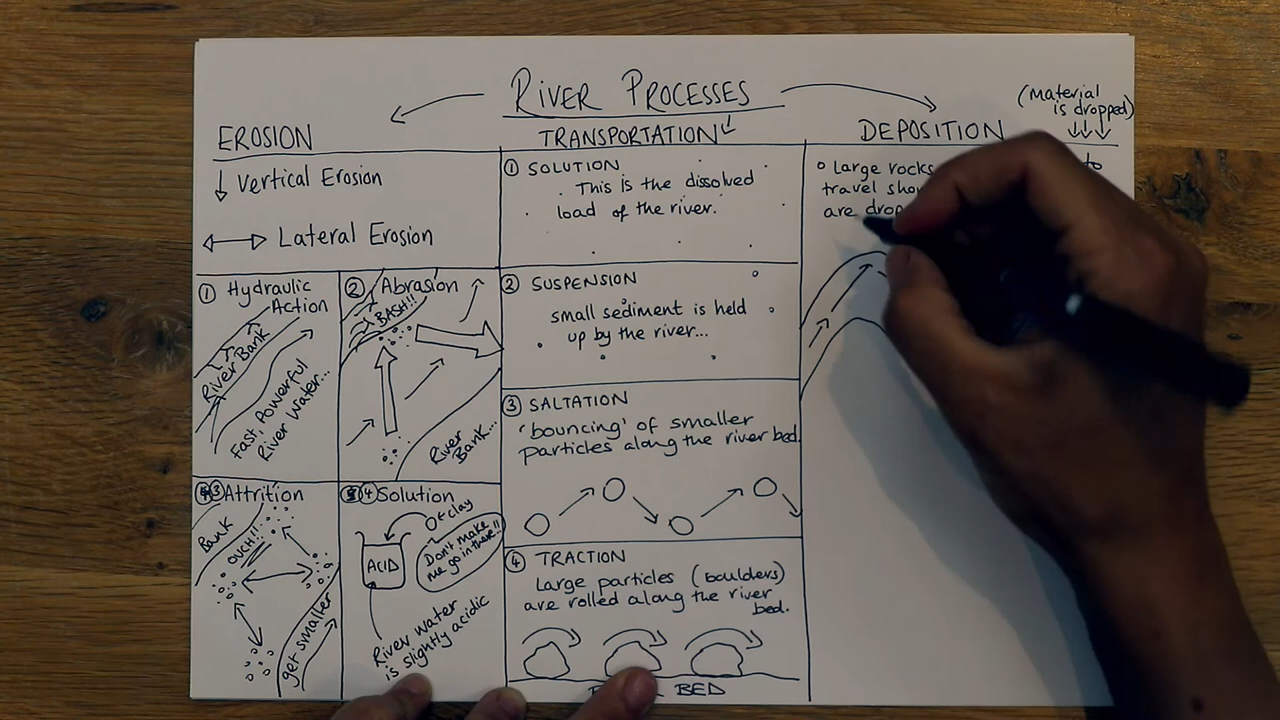 RIVER PROCESSES
(Material
is dropped)
EROSION
TRANSPORTATION
DEPOSITION
Vertical Erosion
Lateral Erosion
① Hydraulic
Action
River Bank
Fast, Powerful
River Water...
② Abrasion
BASH!!
River
Bank...
③ Attrition
Bank
OUCH!!
get smaller
④ Solution
clay
ACID
Don't make
me go in there!!
River water
is slightly acidic
① SOLUTION
This is the dissolved
load of the river.
② SUSPENSION
small sediment is held
up by the river...
③ SALTATION
'bouncing' of smaller
particles along the river bed.
④ TRACTION
Large particles (boulders)
are rolled along the river
bed.
BED
Large rocks
to
travel
are